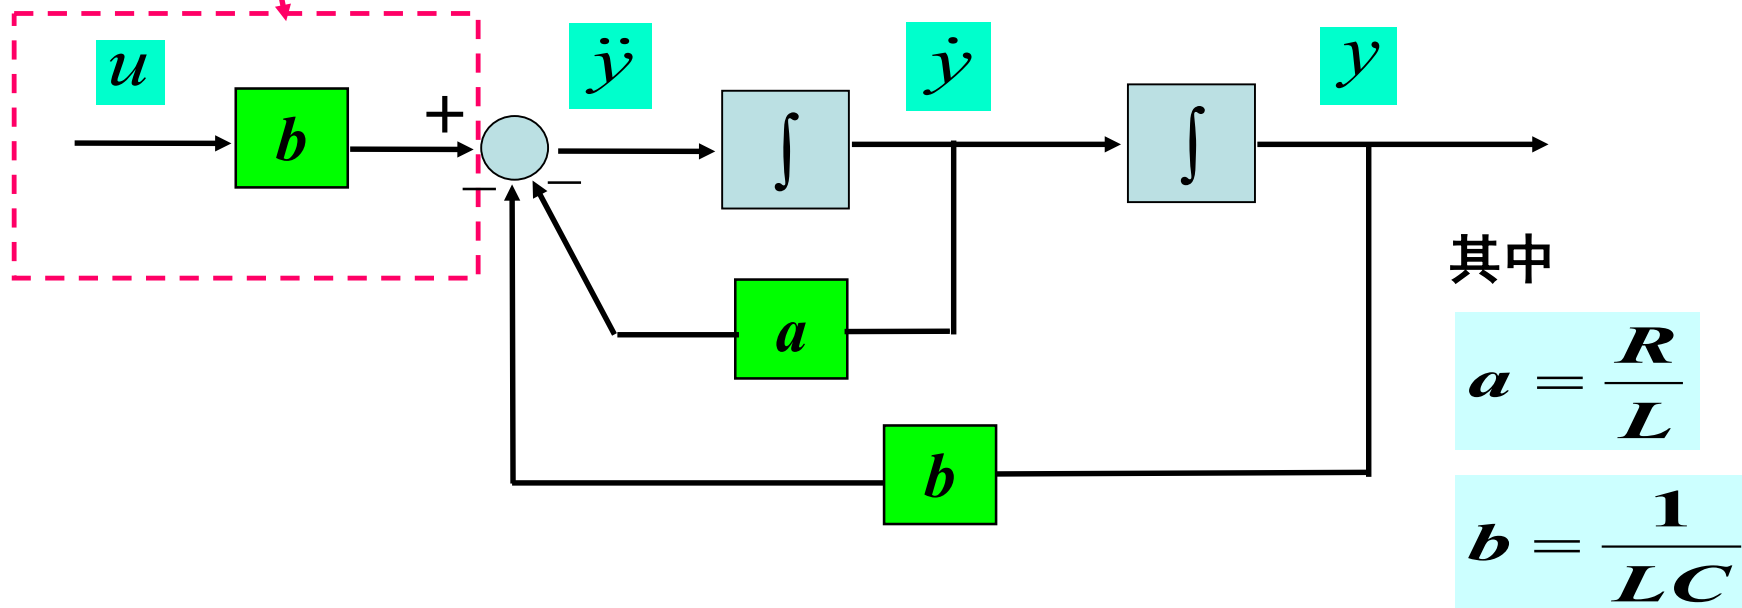 u
ÿ
ẏ
y
b
+
∫
∫
−
−
其中
a
a = R/L
b
b = 1/LC